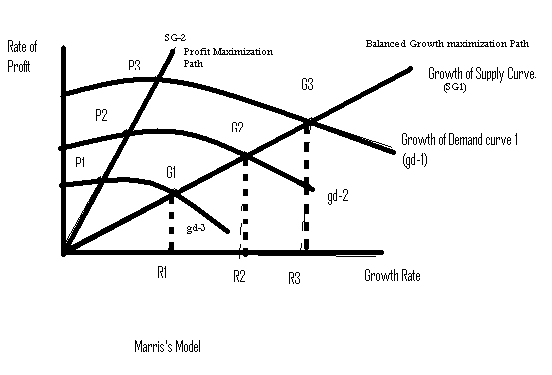 SG-2
Balanced Growth maximization Path
Rate of
Profit
Profit Maximization
Path
P3
G3
Growth of Supply Curve.
(SG1)
P2
G2
Growth of Demand curve 1
(gd-1)
P1
G1
gd-2
gd-3
R1
R2
R3
Growth Rate
Marris's Model